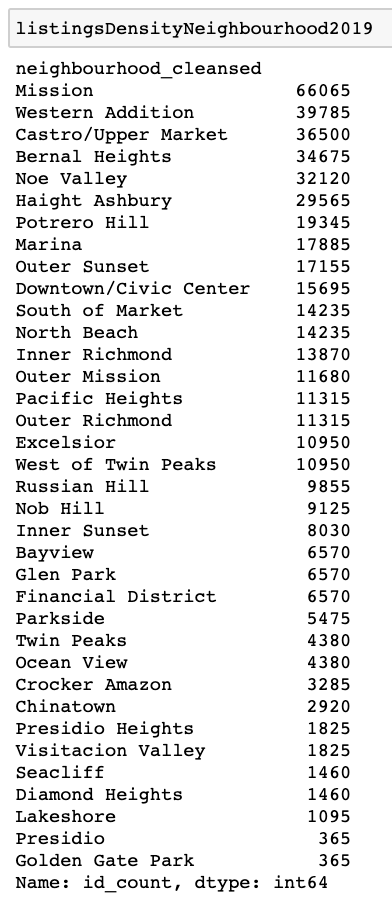 listingsDensityNeighbourhood2019
neighbourhood_cleansed
Mission 66065
Western Addition 39785
Castro/Upper Market 36500
Bernal Heights 34675
Noe Valley 32120
Haight Ashbury 29565
Potrero Hill 19345
Marina 17885
Outer Sunset 17155
Downtown/Civic Center 15695
South of Market 14235
North Beach 14235
Inner Richmond 13870
Outer Mission 11680
Pacific Heights 11315
Outer Richmond 11315
Excelsior 10950
West of Twin Peaks 10950
Russian Hill 9855
Nob Hill 9125
Inner Sunset 8030
Bayview 6570
Glen Park 6570
Financial District 6570
Parkside 5475
Twin Peaks 4380
Ocean View 4380
Crocker Amazon 3285
Chinatown 2920
Presidio Heights 1825
Visitacion Valley 1825
Seacliff 1460
Diamond Heights 1460
Lakeshore 1095
Presidio 365
Golden Gate Park 365
Name: id_count, dtype: int64